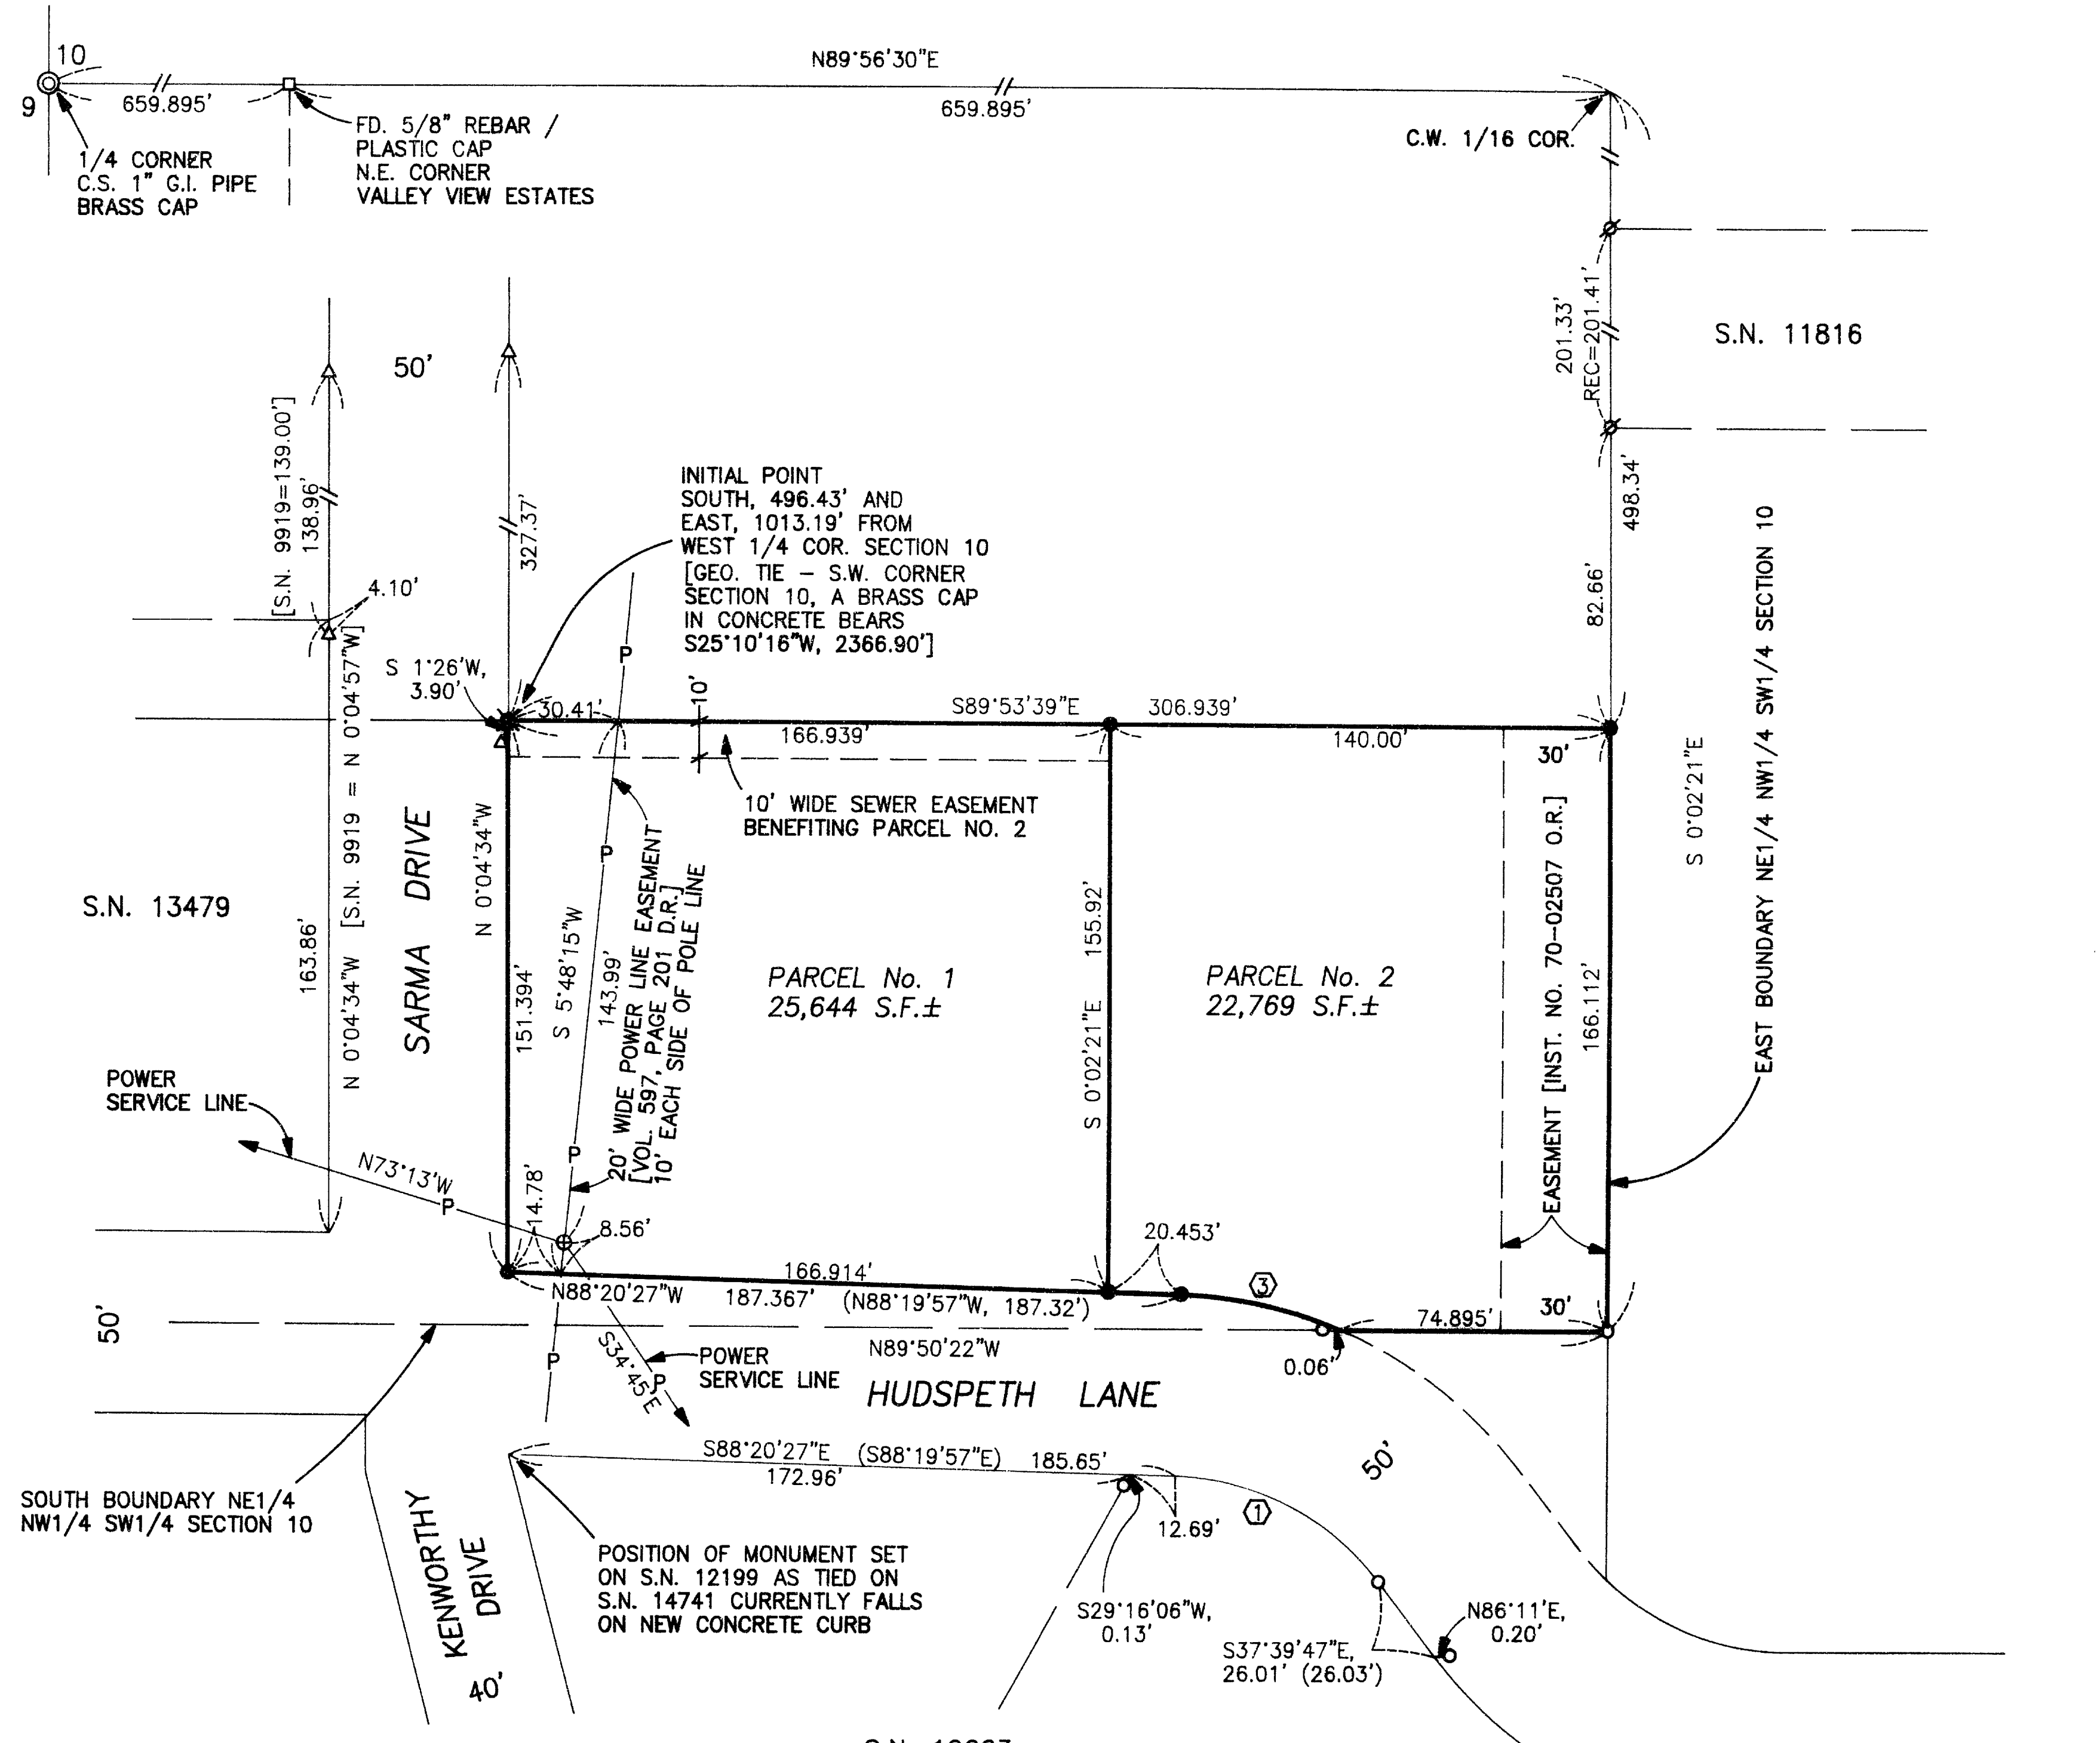 10
9
N89°56'30"E
659.895'
659.895'
1/4 CORNER
C.S. 1" G.I. PIPE
BRASS CAP
FD. 5/8" REBAR /
PLASTIC CAP
N.E. CORNER
VALLEY VIEW ESTATES
C.W. 1/16 COR.
201.33'
REC=201.41'
S.N. 11816
498.34'
82.66'
50'
[S.N. 9919=139.00']
138.96'
327.37'
4.10'
INITIAL POINT
SOUTH, 496.43' AND
EAST, 1013.19' FROM
WEST 1/4 COR. SECTION 10
[GEO. TIE – S.W. CORNER
SECTION 10, A BRASS CAP
IN CONCRETE BEARS
S25°10'16"W, 2366.90']
S 1°26'W,
3.90'
30.41'
10'
S89°53'39"E
306.939'
166.939'
140.00'
30'
10' WIDE SEWER EASEMENT
BENEFITING PARCEL NO. 2
S.N. 13479
163.86'
N 0°04'34"W [S.N. 9919 = N 0°04'57"W]
SARMA DRIVE
N 0°04'34"W
151.394'
S 5°48'15"W
143.99'
20' WIDE POWER LINE EASEMENT
[VOL. 597, PAGE 201 D.R.]
10' EACH SIDE OF POLE LINE
P
P
P
P
P
P
PARCEL No. 1
25,644 S.F.±
155.92'
S 0°02'21"E
PARCEL No. 2
22,769 S.F.±
EASEMENT [INST. NO. 70–02507 O.R.]
166.112'
S 0°02'21"E
EAST BOUNDARY NE1/4 NW1/4 SW1/4 SECTION 10
POWER
SERVICE LINE
N73°13'W
14.78'
8.56'
20.453'
3
166.914'
N88°20'27"W
187.367'
(N88°19'57"W, 187.32')
74.895'
30'
0.06'
50'
N89°50'22"W
S34°45'E
POWER
SERVICE LINE
HUDSPETH LANE
S88°20'27"E
(S88°19'57"E)
185.65'
172.96'
12.69'
1
50'
SOUTH BOUNDARY NE1/4
NW1/4 SW1/4 SECTION 10
KENWORTHY
DRIVE
40'
POSITION OF MONUMENT SET
ON S.N. 12199 AS TIED ON
S.N. 14741 CURRENTLY FALLS
ON NEW CONCRETE CURB
S29°16'06"W,
0.13'
N86°11'E,
0.20'
S37°39'47"E,
26.01' (26.03')